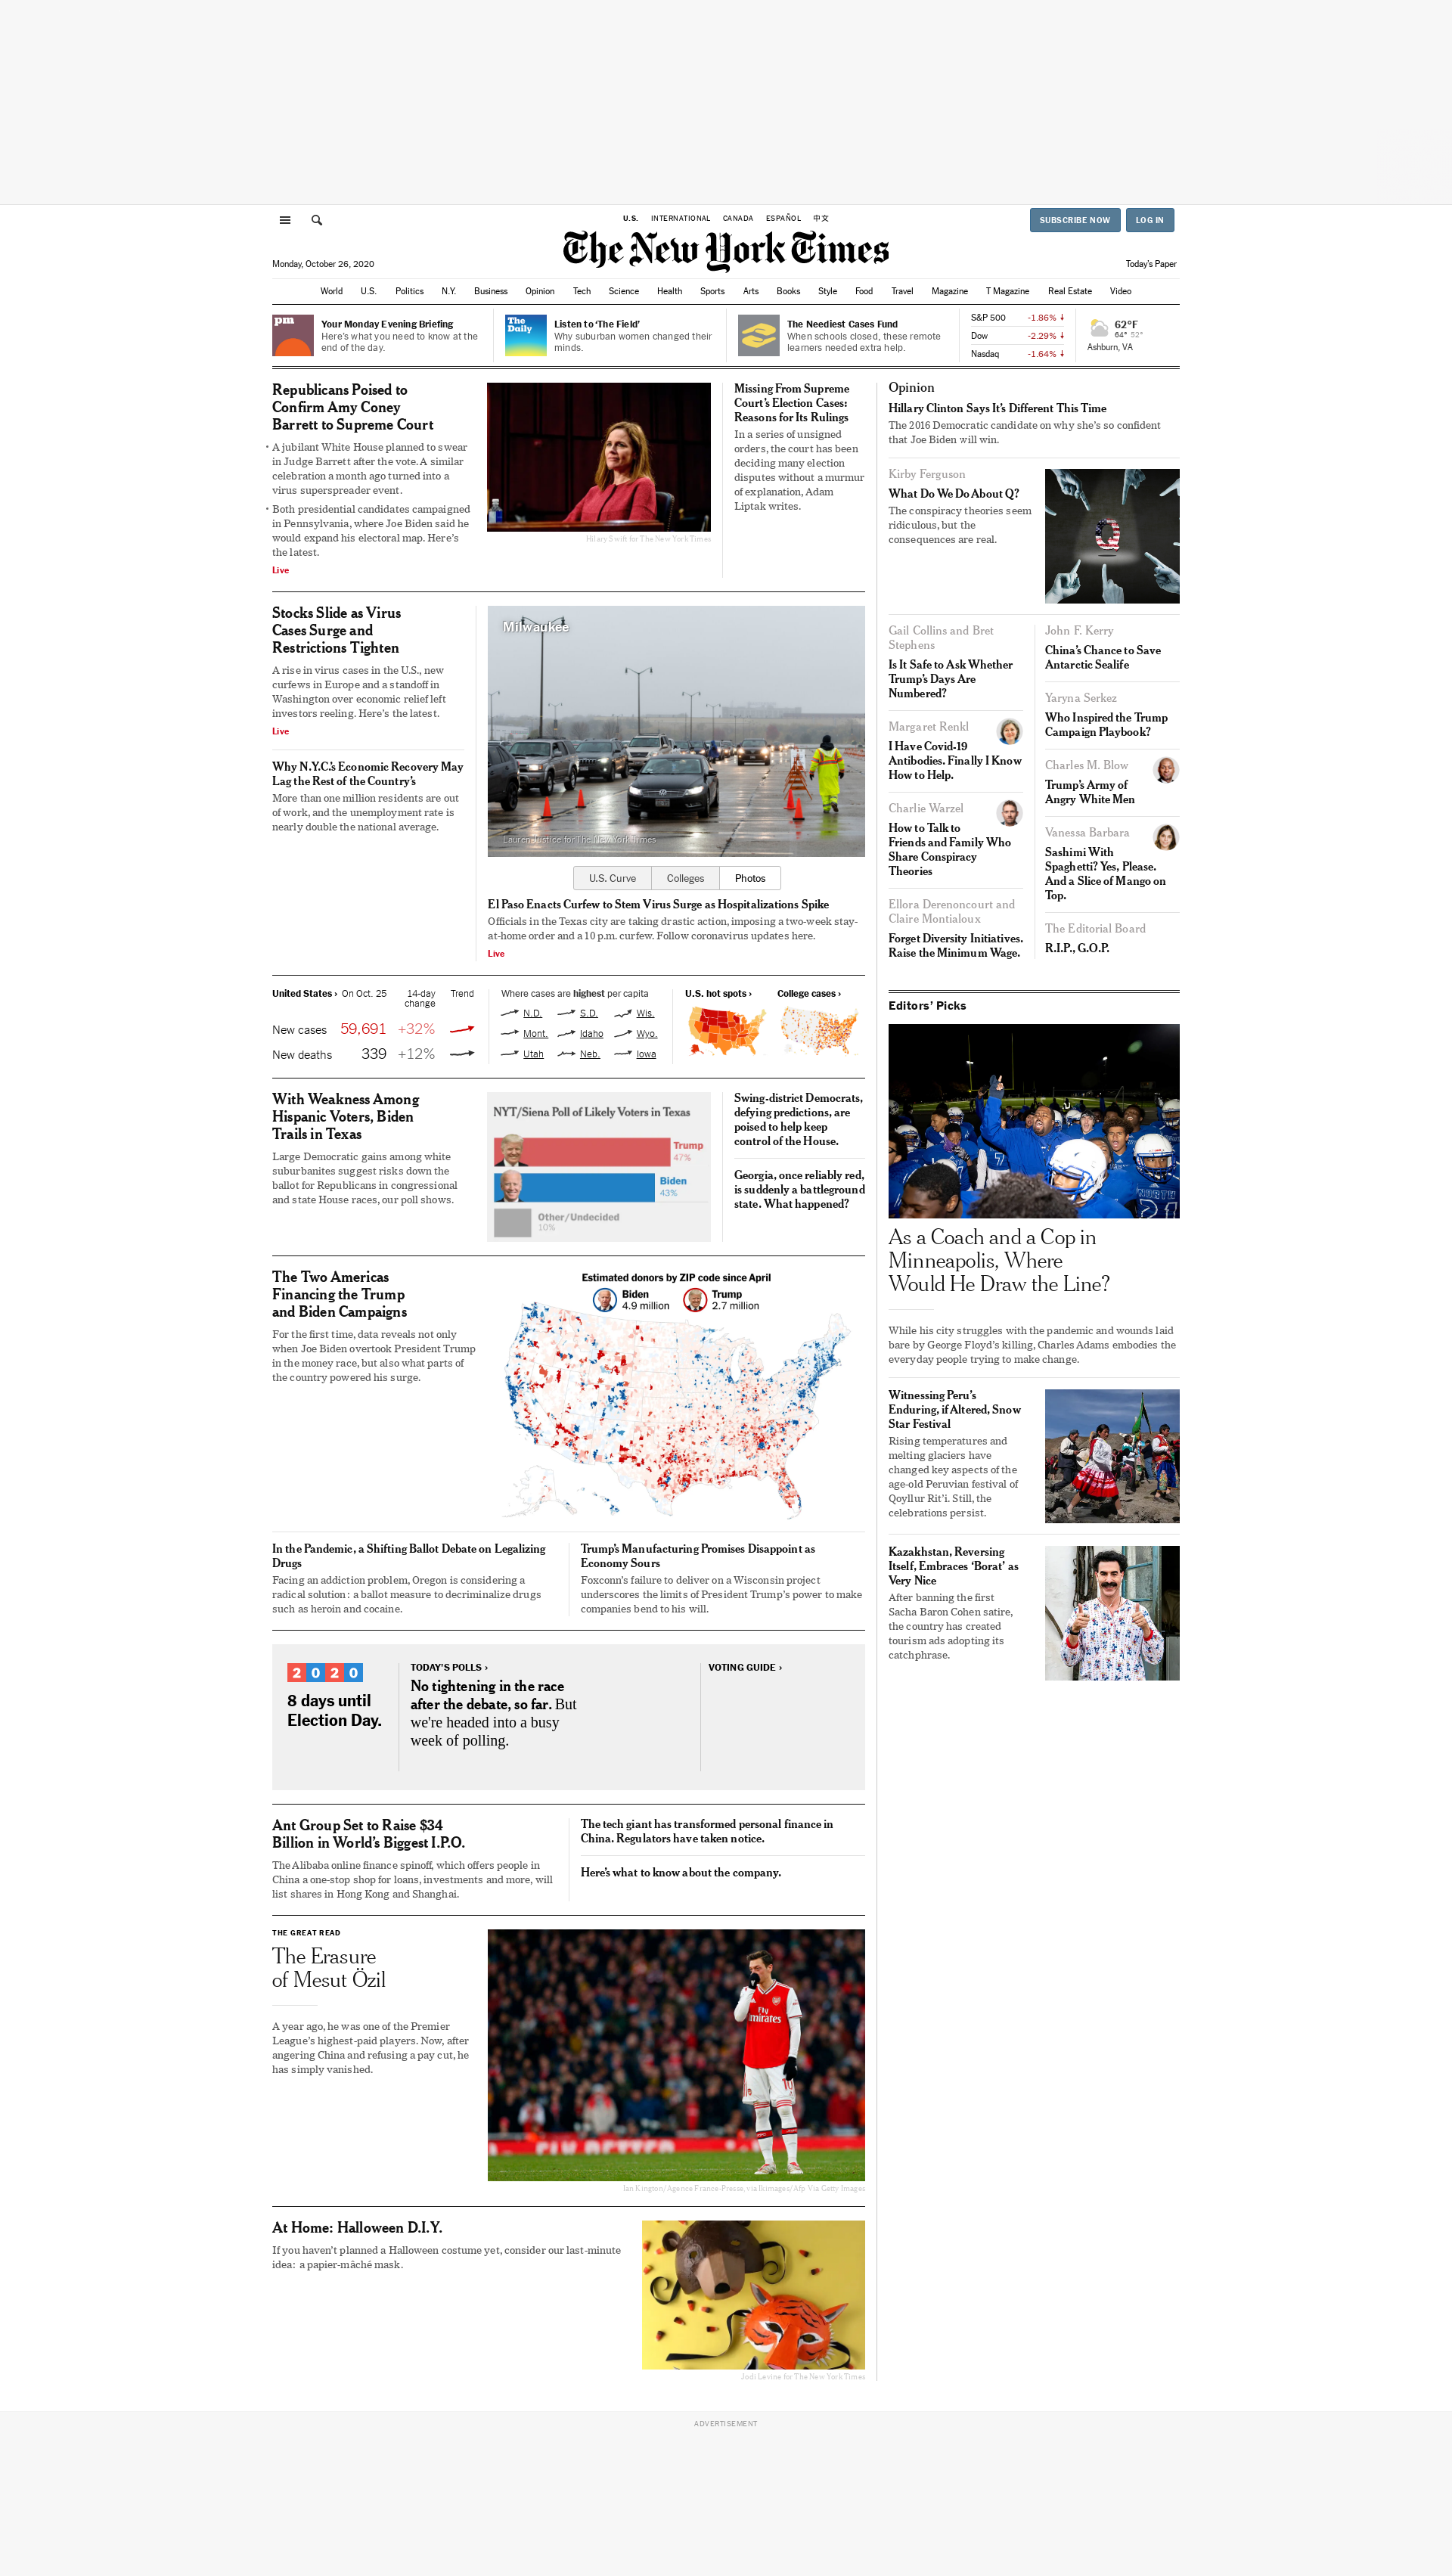 U.S. INTERNATIONAL CANADA ESPAÑOL 中文
SUBSCRIBE NOW LOG IN
The New York Times
Monday, October 26, 2020
Today's Paper
World U.S. Politics N.Y. Business Opinion Tech Science Health Sports Arts Books Style Food Travel Magazine T Magazine Real Estate Video
pm
Your Monday Evening Briefing
Here's what you need to know at the
end of the day.
The
Daily
Listen to ‘The Field’
Why suburban women changed their
minds.
The Neediest Cases Fund
When schools closed, these remote
learners needed extra help.
S&P 500 -1.86%
Dow -2.29%
Nasdaq -1.64%
62°F
64° 52°
Ashburn, VA
Republicans Poised to
Confirm Amy Coney
Barrett to Supreme Court
• A jubilant White House planned to swear
in Judge Barrett after the vote. A similar
celebration a month ago turned into a
virus superspreader event.
• Both presidential candidates campaigned
in Pennsylvania, where Joe Biden said he
would expand his electoral map. Here’s
the latest.
Live
Hilary Swift for The New York Times
Missing From Supreme
Court’s Election Cases:
Reasons for Its Rulings
In a series of unsigned
orders, the court has been
deciding many election
disputes without a murmur
of explanation, Adam
Liptak writes.
Stocks Slide as Virus
Cases Surge and
Restrictions Tighten
A rise in virus cases in the U.S., new
curfews in Europe and a standoff in
Washington over economic relief left
investors reeling. Here’s the latest.
Live
Why N.Y.C.’s Economic Recovery May
Lag the Rest of the Country’s
More than one million residents are out
of work, and the unemployment rate is
nearly double the national average.
Milwaukee
Lauren Justice for The New York Times
U.S. Curve Colleges Photos
El Paso Enacts Curfew to Stem Virus Surge as Hospitalizations Spike
Officials in the Texas city are taking drastic action, imposing a two-week stay-
at-home order and a 10 p.m. curfew. Follow coronavirus updates here.
Live
United States › On Oct. 25 14-day change Trend
New cases 59,691 +32%
New deaths 339 +12%
Where cases are highest per capita
N.D. S.D. Wis.
Mont. Idaho Wyo.
Utah Neb. Iowa
U.S. hot spots › College cases ›
With Weakness Among
Hispanic Voters, Biden
Trails in Texas
Large Democratic gains among white
suburbanites suggest risks down the
ballot for Republicans in congressional
and state House races, our poll shows.
NYT/Siena Poll of Likely Voters in Texas
Trump
47%
Biden
43%
Other/Undecided
10%
Swing-district Democrats,
defying predictions, are
poised to help keep
control of the House.
Georgia, once reliably red,
is suddenly a battleground
state. What happened?
The Two Americas
Financing the Trump
and Biden Campaigns
For the first time, data reveals not only
when Joe Biden overtook President Trump
in the money race, but also what parts of
the country powered his surge.
Estimated donors by ZIP code since April
Biden
4.9 million
Trump
2.7 million
In the Pandemic, a Shifting Ballot Debate on Legalizing
Drugs
Facing an addiction problem, Oregon is considering a
radical solution: a ballot measure to decriminalize drugs
such as heroin and cocaine.
Trump’s Manufacturing Promises Disappoint as
Economy Sours
Foxconn’s failure to deliver on a Wisconsin project
underscores the limits of President Trump’s power to make
companies bend to his will.
2020
8 days until
Election Day.
TODAY’S POLLS ›
No tightening in the race
after the debate, so far. But
we're headed into a busy
week of polling.
VOTING GUIDE ›
Ant Group Set to Raise $34
Billion in World’s Biggest I.P.O.
The Alibaba online finance spinoff, which offers people in
China a one-stop shop for loans, investments and more, will
list shares in Hong Kong and Shanghai.
The tech giant has transformed personal finance in
China. Regulators have taken notice.
Here’s what to know about the company.
THE GREAT READ
The Erasure
of Mesut Özil
A year ago, he was one of the Premier
League’s highest-paid players. Now, after
angering China and refusing a pay cut, he
has simply vanished.
Fly
Emirates
10
FLY BETTER
Ian Kington/Agence France-Presse, via Ikimages/Afp Via Getty Images
At Home: Halloween D.I.Y.
If you haven’t planned a Halloween costume yet, consider our last-minute
idea: a papier-mâché mask.
Jodi Levine for The New York Times
Opinion
Hillary Clinton Says It’s Different This Time
The 2016 Democratic candidate on why she’s so confident
that Joe Biden will win.
Kirby Ferguson
What Do We Do About Q?
The conspiracy theories seem
ridiculous, but the
consequences are real.
Q
Gail Collins and Bret
Stephens
Is It Safe to Ask Whether
Trump’s Days Are
Numbered?
Margaret Renkl
I Have Covid-19
Antibodies. Finally I Know
How to Help.
Charlie Warzel
How to Talk to
Friends and Family Who
Share Conspiracy
Theories
Ellora Derenoncourt and
Claire Montialoux
Forget Diversity Initiatives.
Raise the Minimum Wage.
John F. Kerry
China’s Chance to Save
Antarctic Sealife
Yaryna Serkez
Who Inspired the Trump
Campaign Playbook?
Charles M. Blow
Trump’s Army of
Angry White Men
Vanessa Barbara
Sashimi With
Spaghetti? Yes, Please.
And a Slice of Mango on
Top.
The Editorial Board
R.I.P., G.O.P.
Editors’ Picks
7
NORTH
21
As a Coach and a Cop in
Minneapolis, Where
Would He Draw the Line?
While his city struggles with the pandemic and wounds laid
bare by George Floyd’s killing, Charles Adams embodies the
everyday people trying to make change.
Witnessing Peru’s
Enduring, if Altered, Snow
Star Festival
Rising temperatures and
melting glaciers have
changed key aspects of the
age-old Peruvian festival of
Qoyllur Rit’i. Still, the
celebrations persist.
Kazakhstan, Reversing
Itself, Embraces ‘Borat’ as
Very Nice
After banning the first
Sacha Baron Cohen satire,
the country has created
tourism ads adopting its
catchphrase.
ADVERTISEMENT